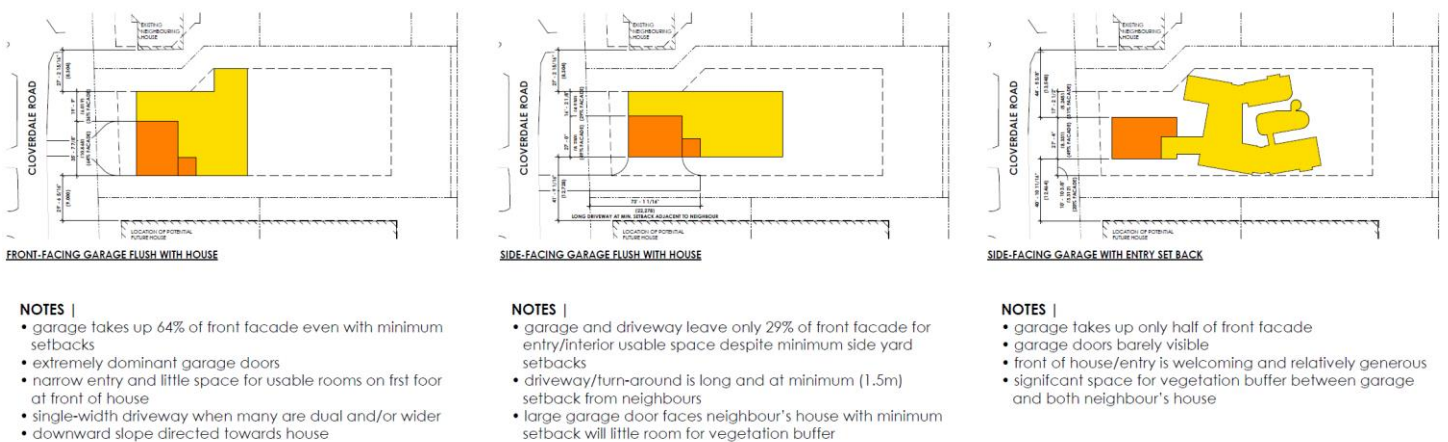 EXISTING
NEIGHBOURING
HOUSE
CLOVERDALE ROAD
LOCATION OF POTENTIAL
FUTURE HOUSE
FRONT-FACING GARAGE FLUSH WITH HOUSE
NOTES |
• garage takes up 64% of front facade even with minimum
setbacks
• extremely dominant garage doors
• narrow entry and little space for usable rooms on frst foor
at front of house
• single-width driveway when many are dual and/or wider
• downward slope directed towards house
EXISTING
NEIGHBOURING
HOUSE
CLOVERDALE ROAD
LONG DRIVEWAY AT MIN. SETBACK ADJACENT TO NEIGHBOUR
LOCATION OF POTENTIAL
FUTURE HOUSE
SIDE-FACING GARAGE FLUSH WITH HOUSE
NOTES |
• garage and driveway leave only 29% of front facade for
entry/interior usable space despite minimum side yard
setbacks
• driveway/turn-around is long and at minimum (1.5m)
setback from neighbours
• large garage door faces neighbour's house with minimum
setback will little room for vegetation buffer
EXISTING
NEIGHBOURING
HOUSE
CLOVERDALE ROAD
LOCATION OF POTENTIAL
FUTURE HOUSE
SIDE-FACING GARAGE WITH ENTRY SET BACK
NOTES |
• garage takes up only half of front facade
• garage doors barely visible
• front of house/entry is welcoming and relatively generous
• signifcant space for vegetation buffer between garage
and both neighbour's house